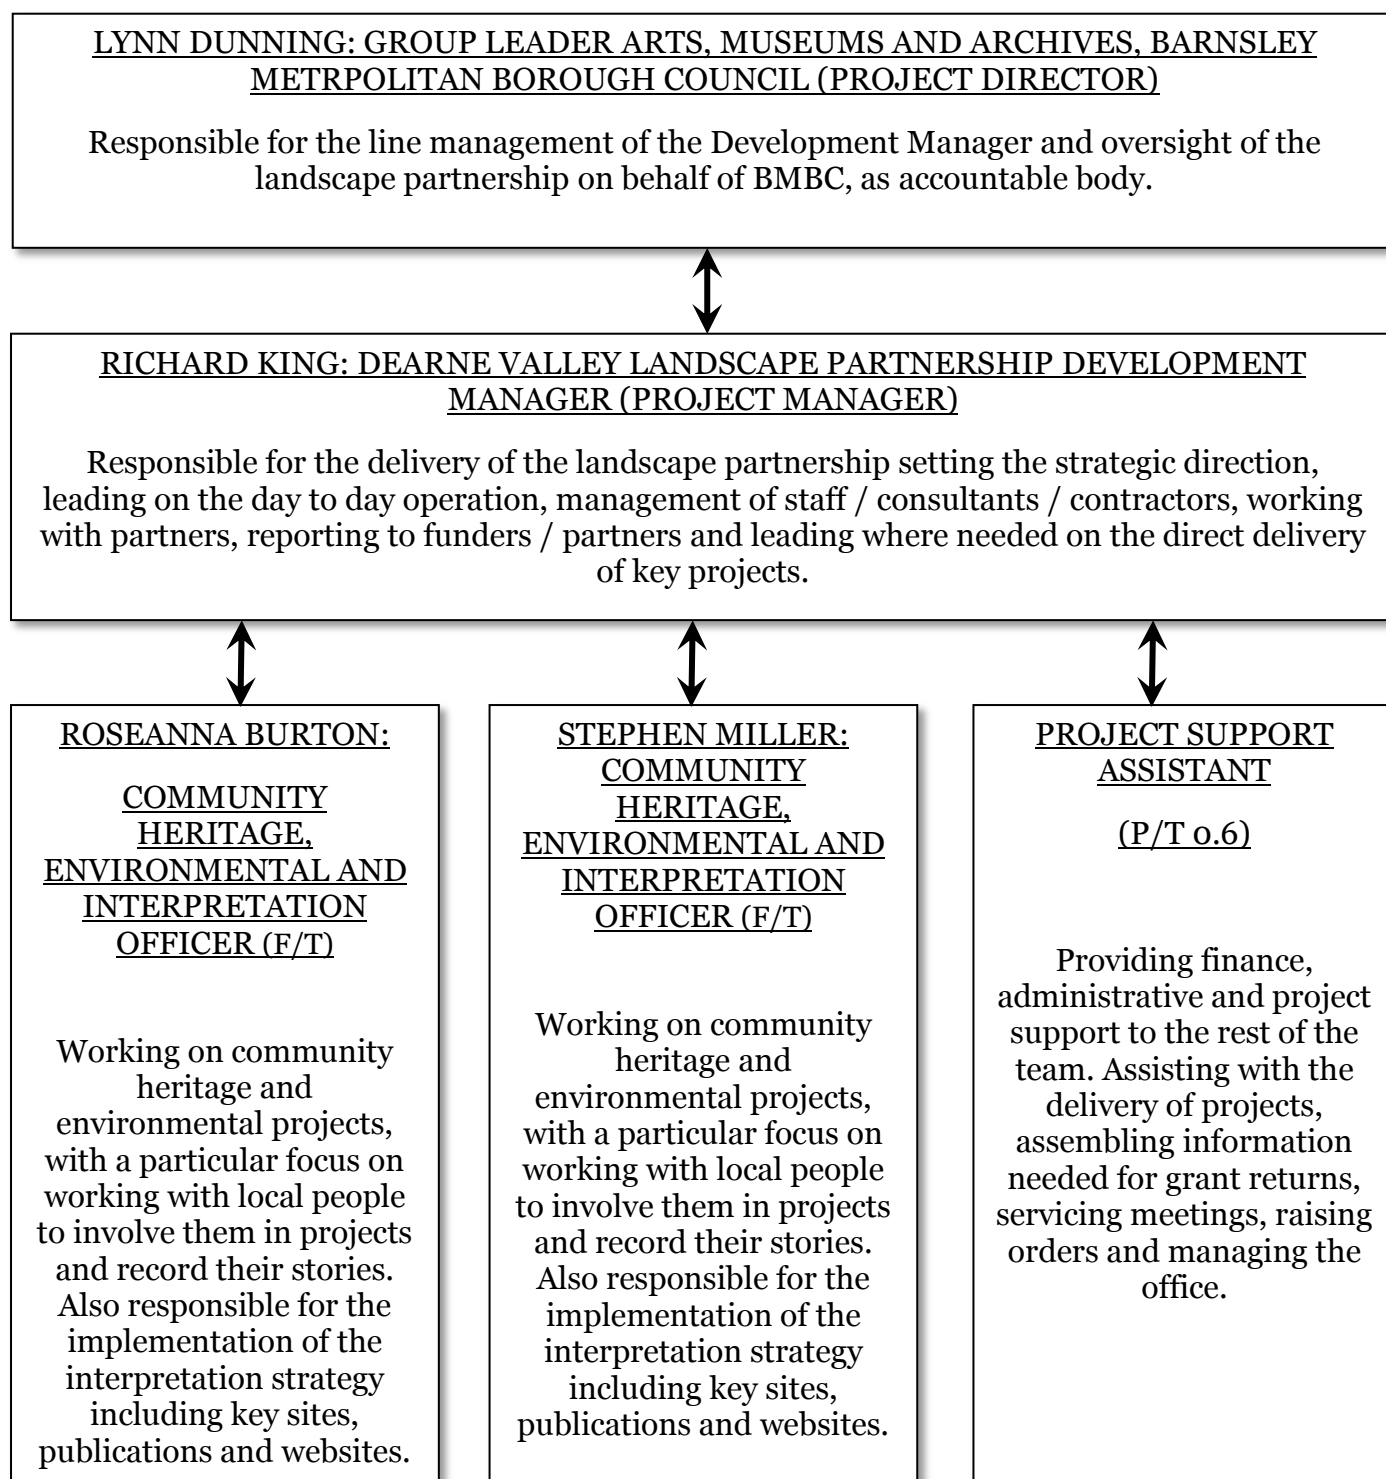 LYNN DUNNING: GROUP LEADER ARTS, MUSEUMS AND ARCHIVES, BARNSLEY
METRPOLITAN BOROUGH COUNCIL (PROJECT DIRECTOR)
Responsible for the line management of the Development Manager and oversight of the
landscape partnership on behalf of BMBC, as accountable body.
RICHARD KING: DEARNE VALLEY LANDSCAPE PARTNERSHIP DEVELOPMENT
MANAGER (PROJECT MANAGER)
Responsible for the delivery of the landscape partnership setting the strategic direction,
leading on the day to day operation, management of staff / consultants / contractors, working
with partners, reporting to funders / partners and leading where needed on the direct delivery
of key projects.
ROSEANNA BURTON:
COMMUNITY
HERITAGE,
ENVIRONMENTAL AND
INTERPRETATION
OFFICER (F/T)
Working on community
heritage and
environmental projects,
with a particular focus on
working with local people
to involve them in projects
and record their stories.
Also responsible for the
implementation of the
interpretation strategy
including key sites,
publications and websites.
STEPHEN MILLER:
COMMUNITY
HERITAGE,
ENVIRONMENTAL AND
INTERPRETATION
OFFICER (F/T)
Working on community
heritage and
environmental projects,
with a particular focus on
working with local people
to involve them in projects
and record their stories.
Also responsible for the
implementation of the
interpretation strategy
including key sites,
publications and websites.
PROJECT SUPPORT
ASSISTANT
(P/T 0.6)
Providing finance,
administrative and project
support to the rest of the
team. Assisting with the
delivery of projects,
assembling information
needed for grant returns,
servicing meetings, raising
orders and managing the
office.